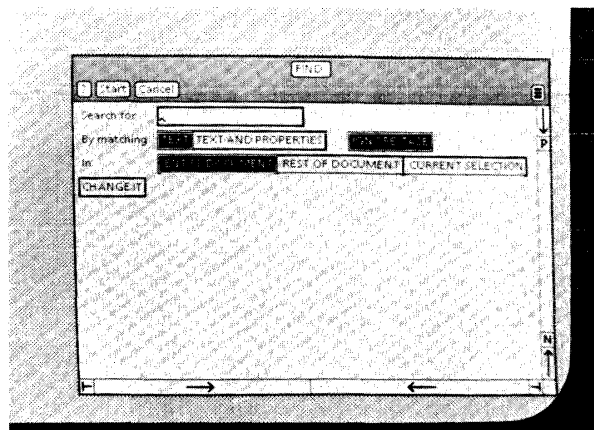 FIND
? Start Cancel
Search for
By matching TEXT TEXT AND PROPERTIES
P
In REST OF DOCUMENT CURRENT SELECTION
CHANGE IT
N